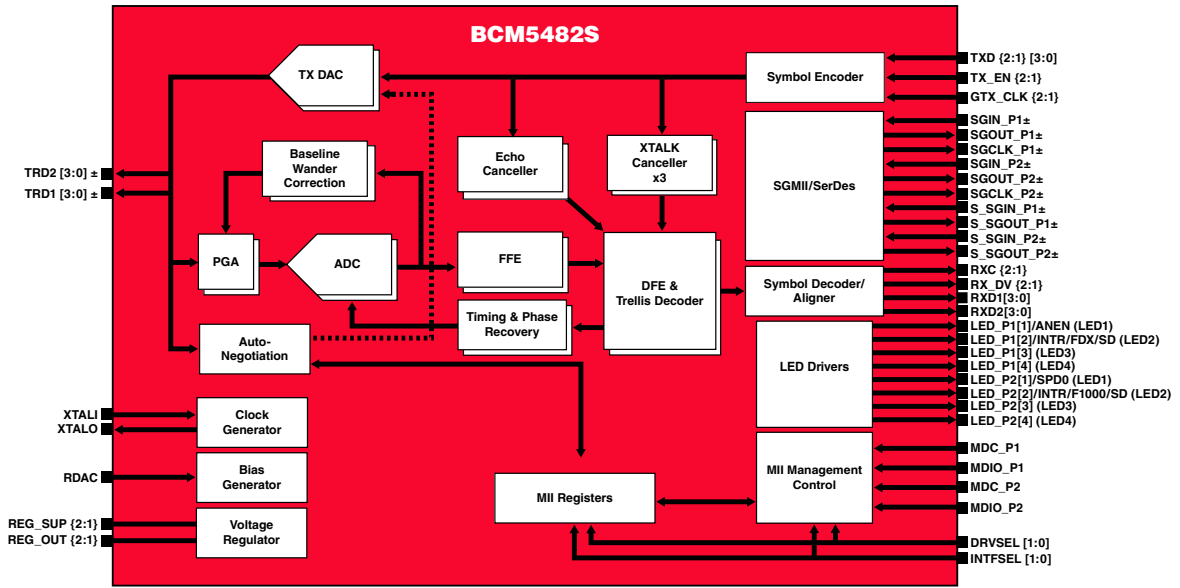 BCM5482S
TX DAC
Symbol Encoder
TXD {2:1} [3:0]
TX_EN {2:1}
GTX_CLK {2:1}
TRD2 [3:0] ±
TRD1 [3:0] ±
Baseline
Wander
Correction
Echo
Canceller
XTALK
Canceller
x3
SGMII/SerDes
SGIN_P1±
SGOUT_P1±
SGCLK_P1±
SGIN_P2±
SGOUT_P2±
SGCLK_P2±
S_SGIN_P1±
S_SGOUT_P1±
S_SGIN_P2±
S_SGOUT_P2±
PGA
ADC
FFE
DFE &
Trellis Decoder
Symbol Decoder/
Aligner
RXC {2:1}
RX_DV {2:1}
RXD1[3:0]
RXD2[3:0]
Timing & Phase
Recovery
Auto-
Negotiation
LED Drivers
LED_P1[1]/ANEN (LED1)
LED_P1[2]/INTR/FDX/SD (LED2)
LED_P1[3] (LED3)
LED_P1[4] (LED4)
LED_P2[1]/SPD0 (LED1)
LED_P2[2]/INTR/F1000/SD (LED2)
LED_P2[3] (LED3)
LED_P2[4] (LED4)
XTALI
XTALO
Clock
Generator
RDAC
Bias
Generator
REG_SUP {2:1}
REG_OUT {2:1}
Voltage
Regulator
MII Registers
MII Management
Control
MDC_P1
MDIO_P1
MDC_P2
MDIO_P2
DRVSEL [1:0]
INTFSEL [1:0]